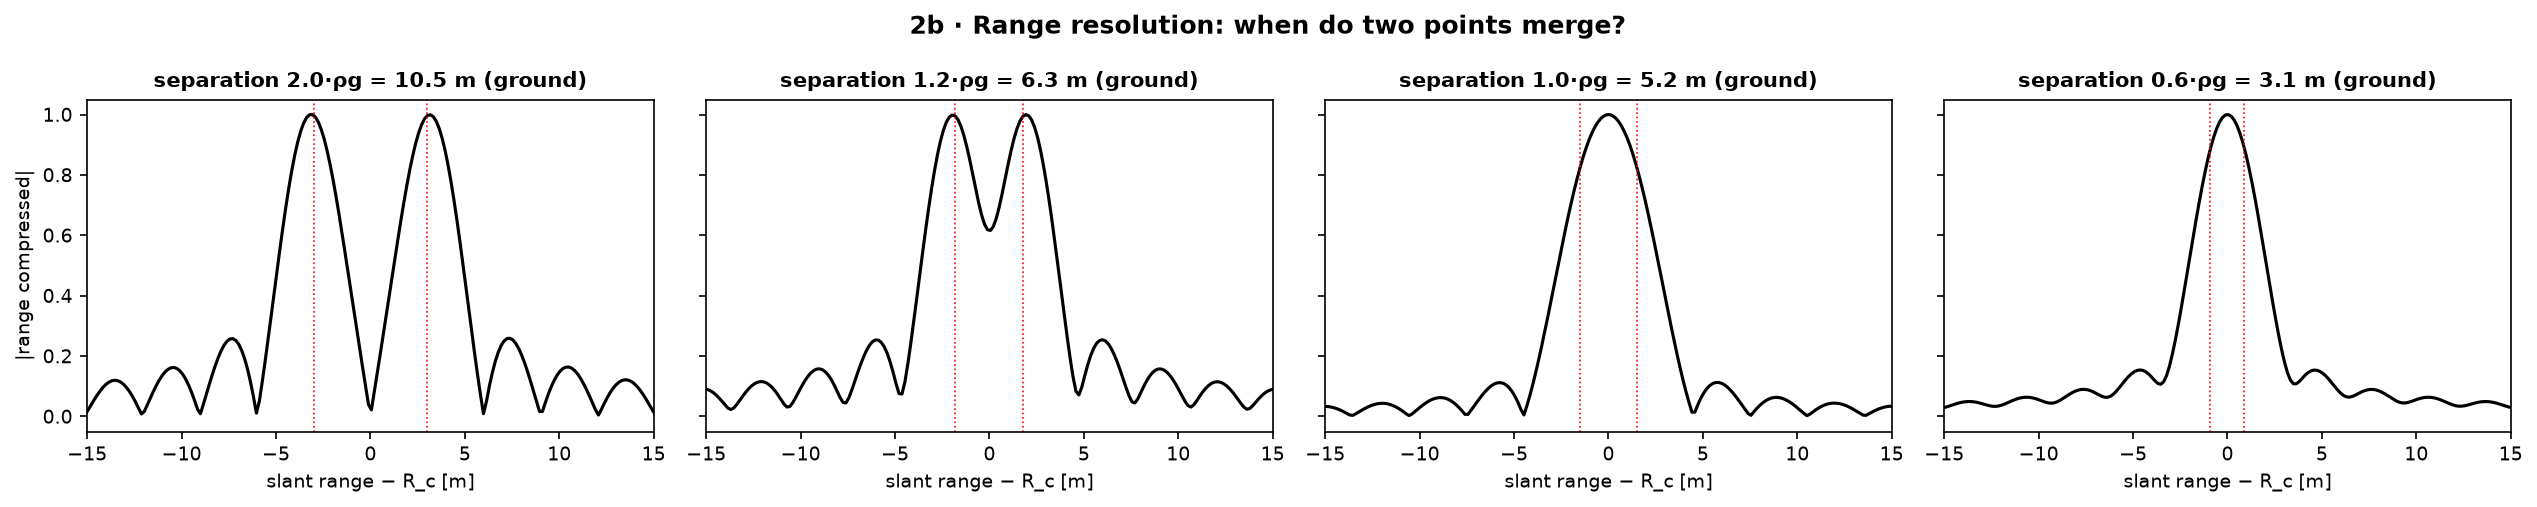 2b · Range resolution: when do two points merge?
separation 2.0·ρg = 10.5 m (ground)
separation 1.2·ρg = 6.3 m (ground)
separation 1.0·ρg = 5.2 m (ground)
separation 0.6·ρg = 3.1 m (ground)
|range compressed|
1.0
0.8
0.6
0.4
0.2
0.0
−15 −10 −5 0 5 10 15
−15 −10 −5 0 5 10 15
−15 −10 −5 0 5 10 15
−15 −10 −5 0 5 10 15
slant range − R_c [m]
slant range − R_c [m]
slant range − R_c [m]
slant range − R_c [m]